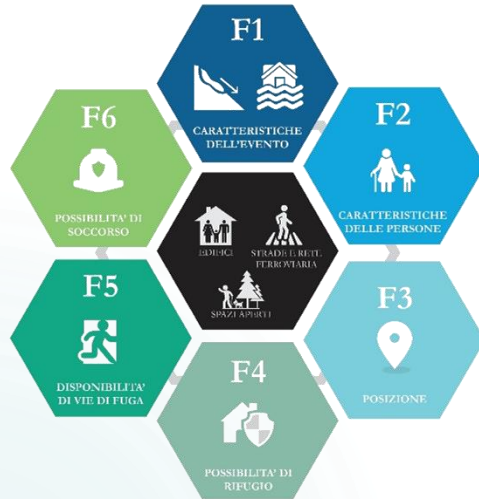 F1
CARATTERISTICHE
DELL'EVENTO
F2
CARATTERISTICHE
DELLE PERSONE
F3
POSIZIONE
F4
POSSIBILITA' DI
RIFUGIO
F5
DISPONIBILITA'
DI VIE DI FUGA
F6
POSSIBILITA' DI
SOCCORSO
EDIFICI
STRADE E RETE
FERROVIARIA
SPAZI APERTI